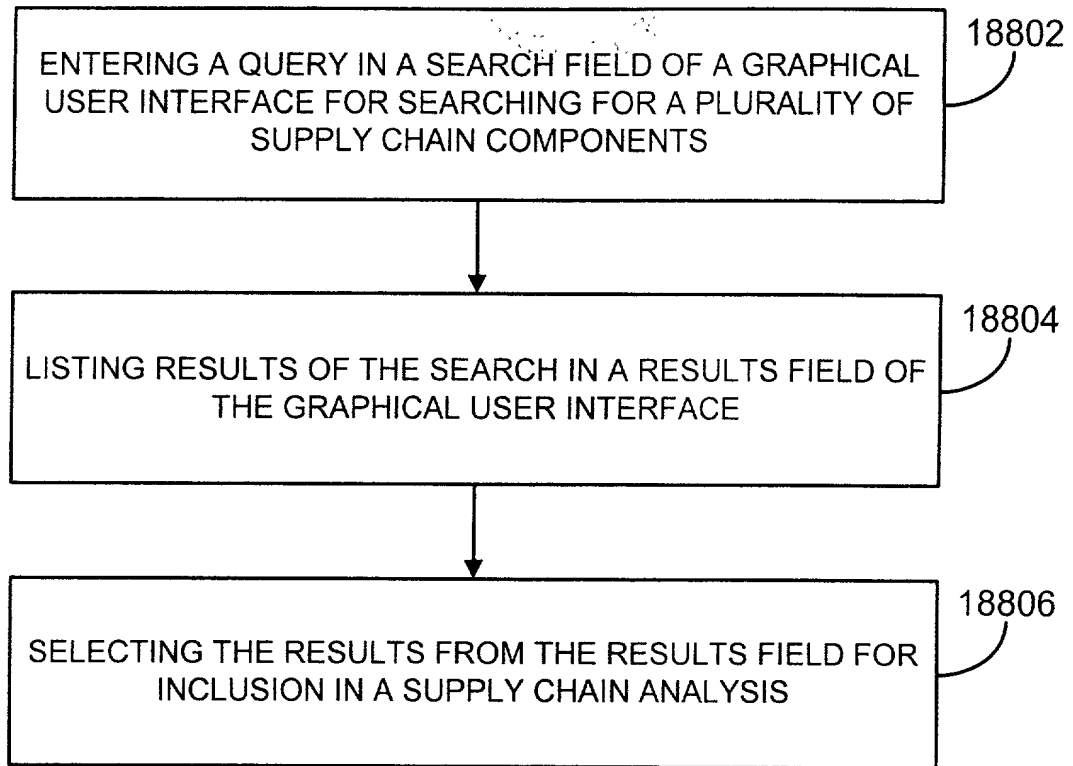 18802
ENTERING A QUERY IN A SEARCH FIELD OF A GRAPHICAL
USER INTERFACE FOR SEARCHING FOR A PLURALITY OF
SUPPLY CHAIN COMPONENTS
18804
LISTING RESULTS OF THE SEARCH IN A RESULTS FIELD OF
THE GRAPHICAL USER INTERFACE
18806
SELECTING THE RESULTS FROM THE RESULTS FIELD FOR
INCLUSION IN A SUPPLY CHAIN ANALYSIS